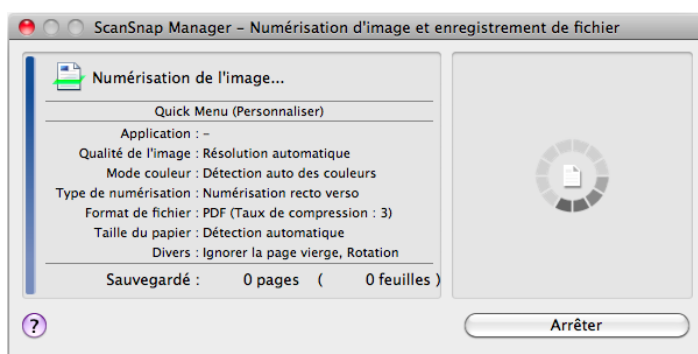 ScanSnap Manager – Numérisation d'image et enregistrement de fichier
Numérisation de l'image...
Quick Menu (Personnaliser)
Application : –
Qualité de l'image : Résolution automatique
Mode couleur : Détection auto des couleurs
Type de numérisation : Numérisation recto verso
Format de fichier : PDF (Taux de compression : 3)
Taille du papier : Détection automatique
Divers : Ignorer la page vierge, Rotation
Sauvegardé : 0 pages ( 0 feuilles )
?
Arrêter